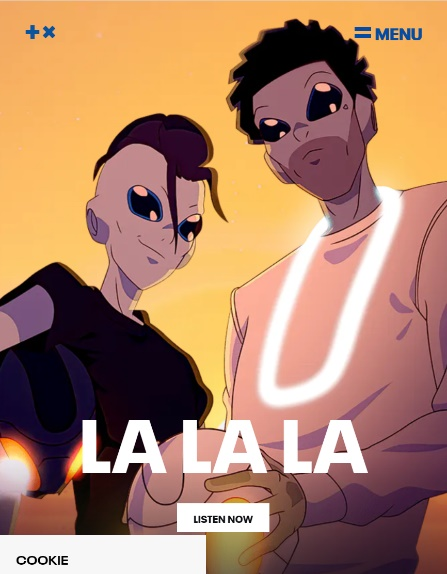 +×
MENU
LA LA LA
LISTEN NOW
COOKIE